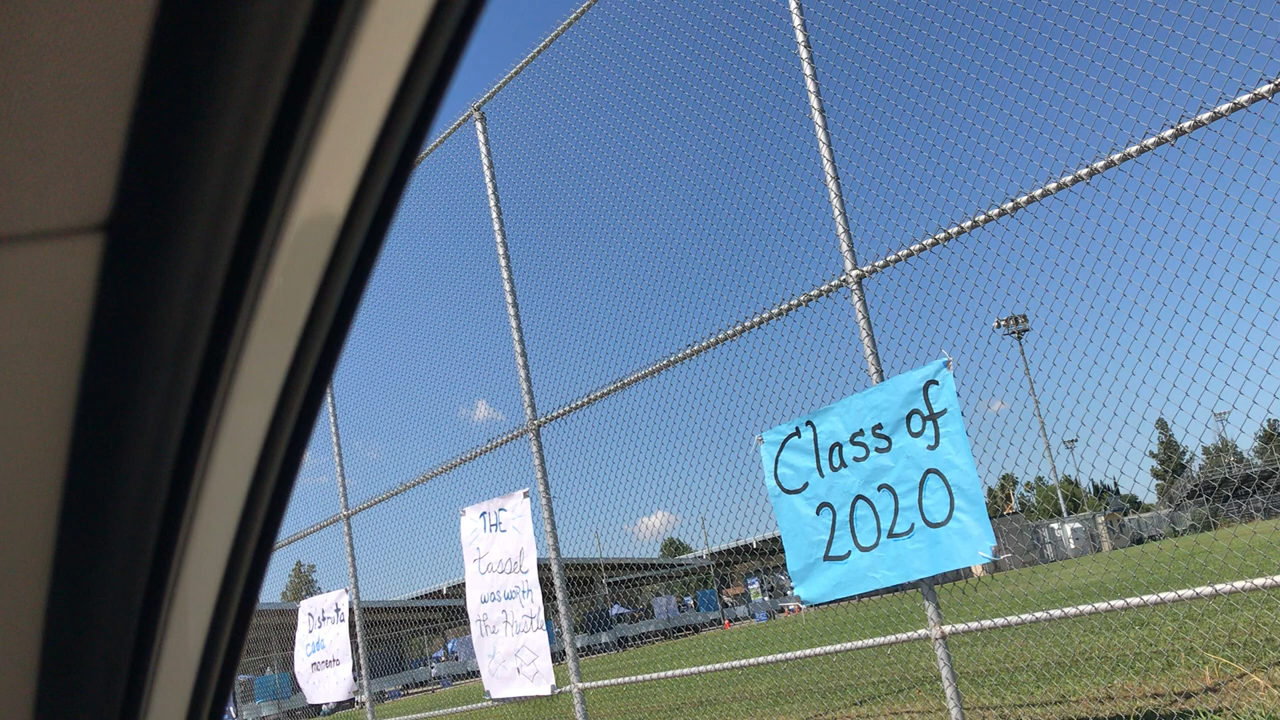 Disfruta
cada
momento
THE
tassel
was worth
the Hustle
Class of
2020